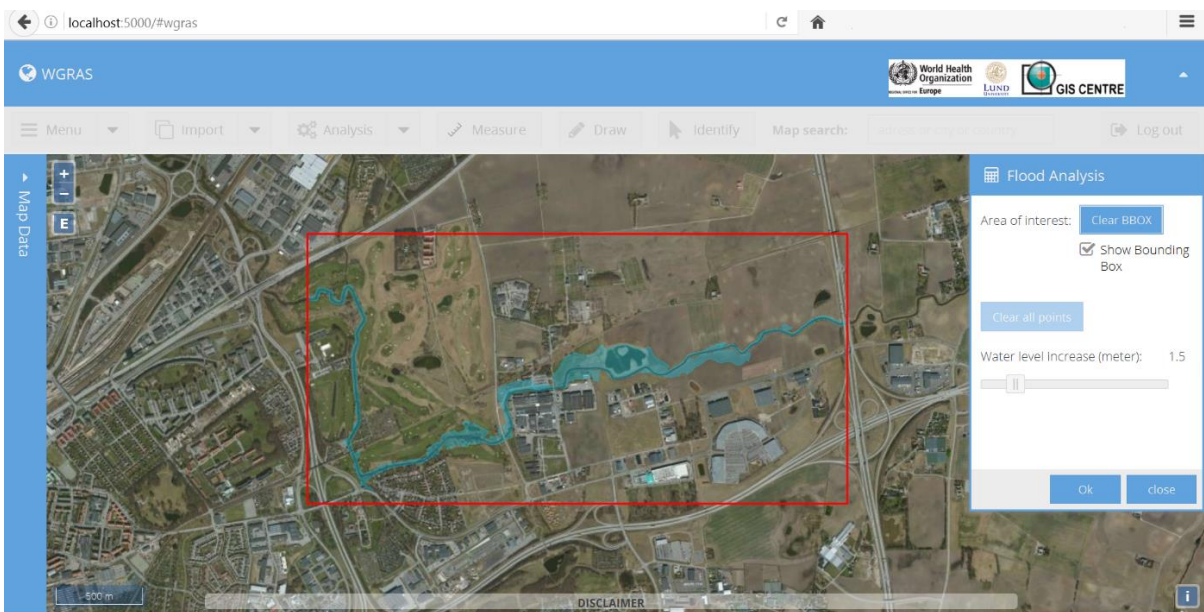 localhost:5000/#wgras
WGRAS
World Health
Organization
Europe
LUND
UNIVERSITY
GIS CENTRE
Menu
Import
Analysis
Measure
Draw
Identify
Map search:
Log out
Map Data
+
−
E
Flood Analysis
Area of interest:
Clear BBOX
Show Bounding
Box
Clear all points
Water level increase (meter):
1.5
Ok
close
500 m
DISCLAIMER
i